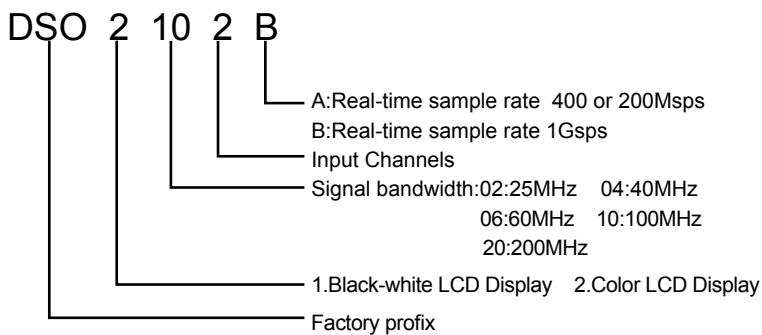 DSO 2 10 2 B
A:Real-time sample rate 400 or 200Msps
B:Real-time sample rate 1Gsps
Input Channels
Signal bandwidth:02:25MHz 04:40MHz
06:60MHz 10:100MHz
20:200MHz
1.Black-white LCD Display 2.Color LCD Display
Factory profix